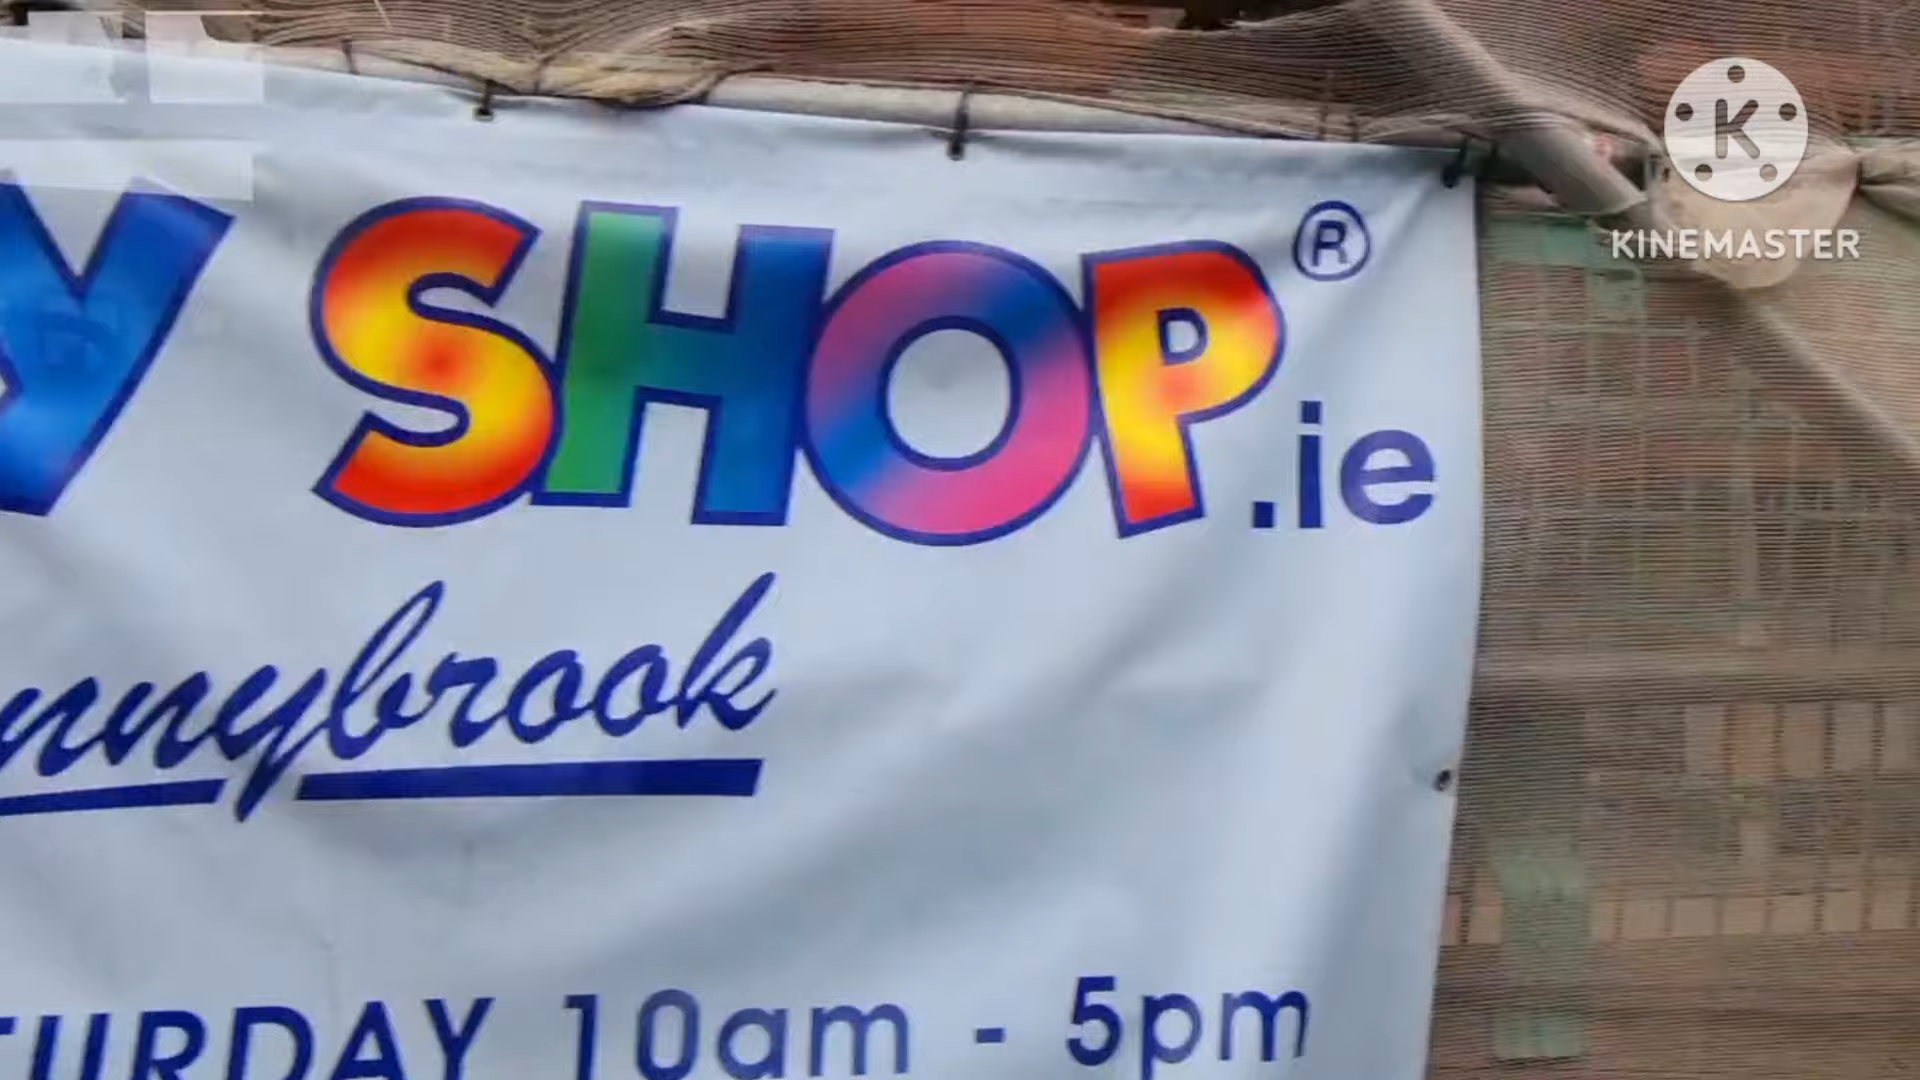 Y SHOP.ie ®
nnybrook
TURDAY 10am - 5pm
K
KINEMASTER